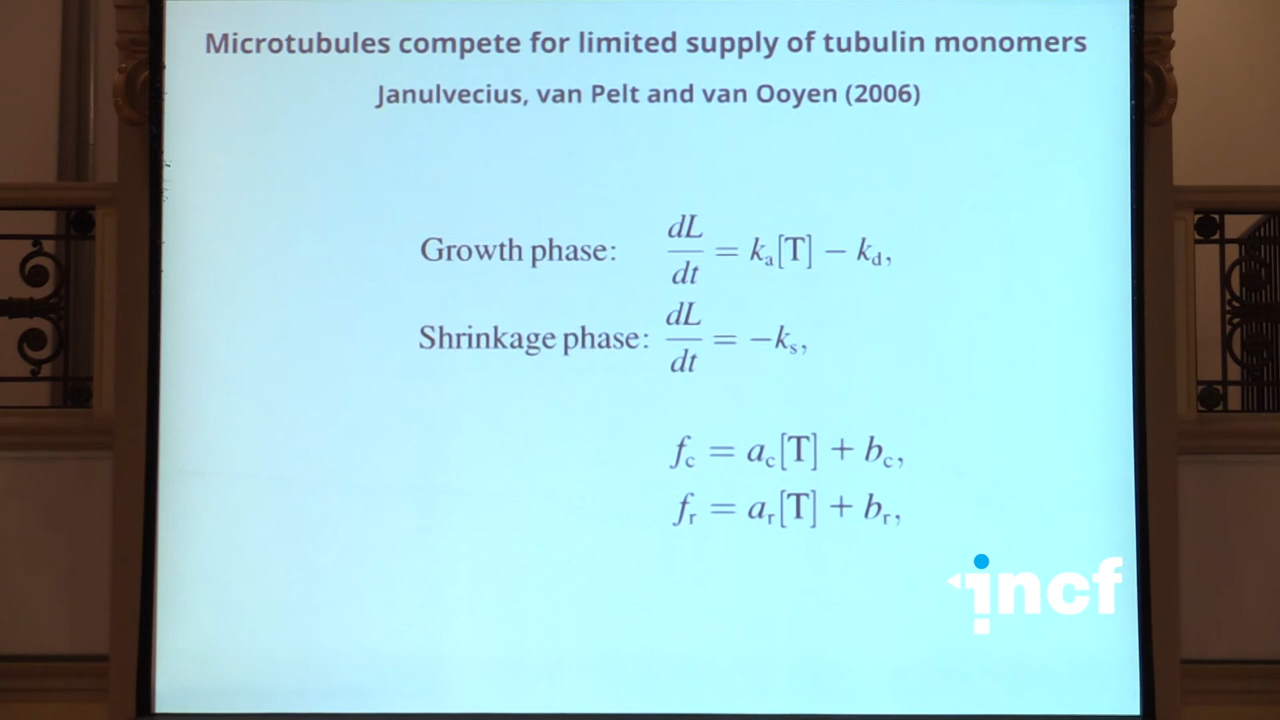 Microtubules compete for limited supply of tubulin monomers
Janulvecius, van Pelt and van Ooyen (2006)
Growth phase: dL/dt = kₐ[T] − k_d,
Shrinkage phase: dL/dt = −kₛ,
f_c = a_c[T] + b_c,
f_r = a_r[T] + b_r,
incf